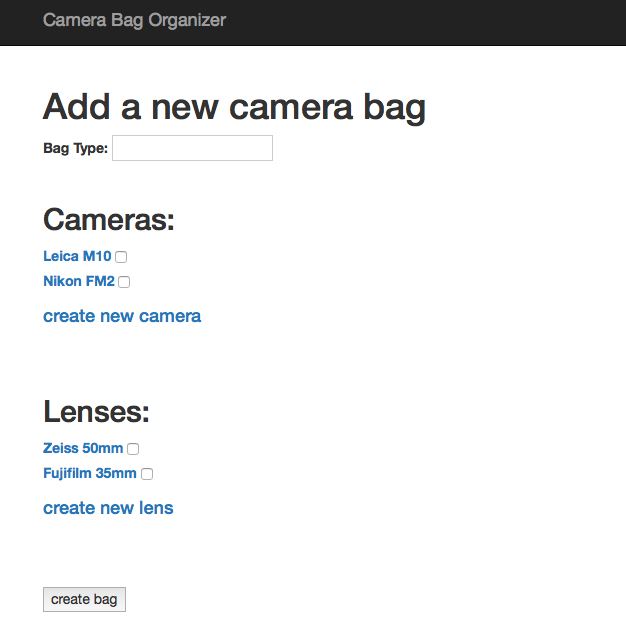 Camera Bag Organizer
Add a new camera bag
Bag Type:
Cameras:
Leica M10
Nikon FM2
create new camera
Lenses:
Zeiss 50mm
Fujifilm 35mm
create new lens
create bag